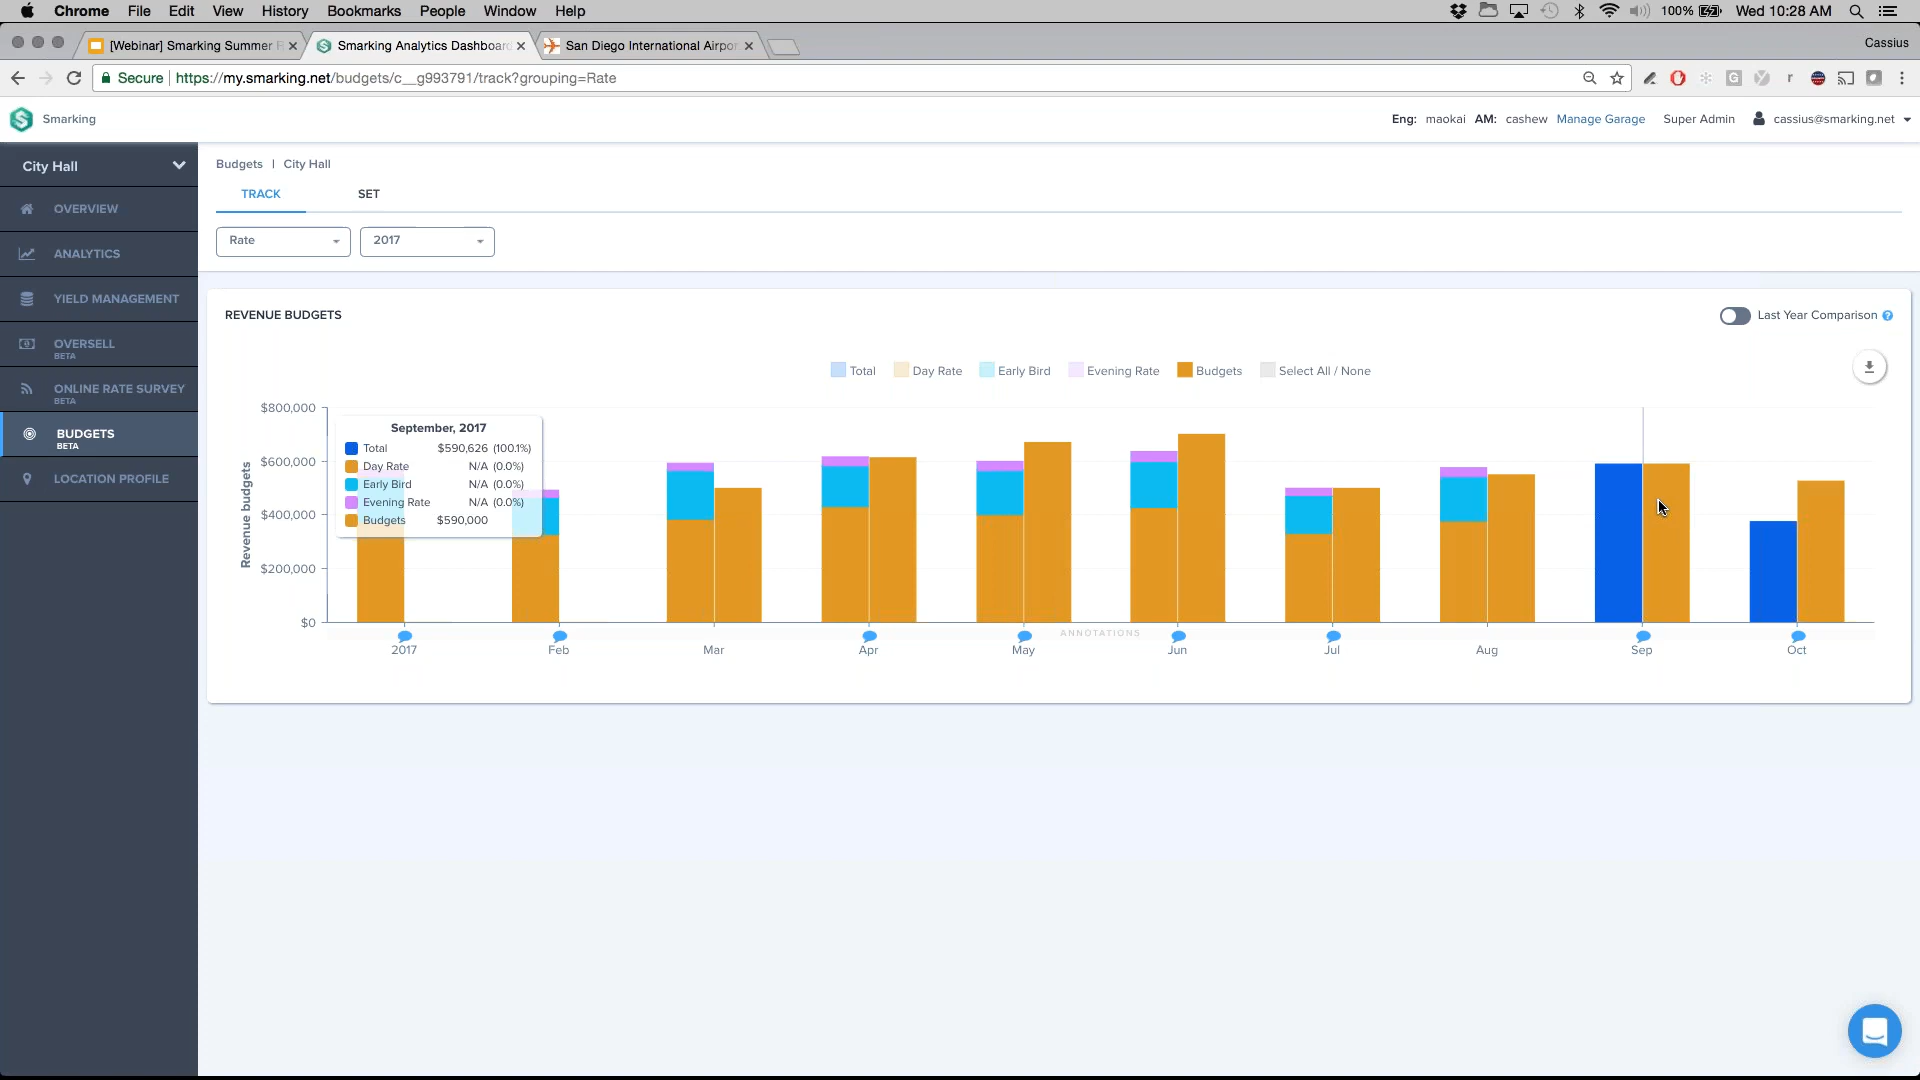 Chrome File Edit View History Bookmarks People Window Help 100% Wed 10:28 AM
[Webinar] Smarking Summer Smarking Analytics Dashboard San Diego International Airpor Cassius
Secure | https://my.smarking.net/budgets/c__g993791/track?grouping=Rate
Smarking Eng: maokai AM: cashew Manage Garage Super Admin cassius@smarking.net
City Hall
OVERVIEW
ANALYTICS
YIELD MANAGEMENT
OVERSELL
BETA
ONLINE RATE SURVEY
BETA
BUDGETS
BETA
LOCATION PROFILE
Budgets | City Hall
TRACK SET
Rate 2017
REVENUE BUDGETS Last Year Comparison ?
Total Day Rate Early Bird Evening Rate Budgets Select All / None
Revenue budgets
$800,000
$600,000
$400,000
$200,000
$0
September, 2017
Total $590,626 (100.1%)
Day Rate N/A (0.0%)
Early Bird N/A (0.0%)
Evening Rate N/A (0.0%)
Budgets $590,000
ANNOTATIONS
2017 Feb Mar Apr May Jun Jul Aug Sep Oct